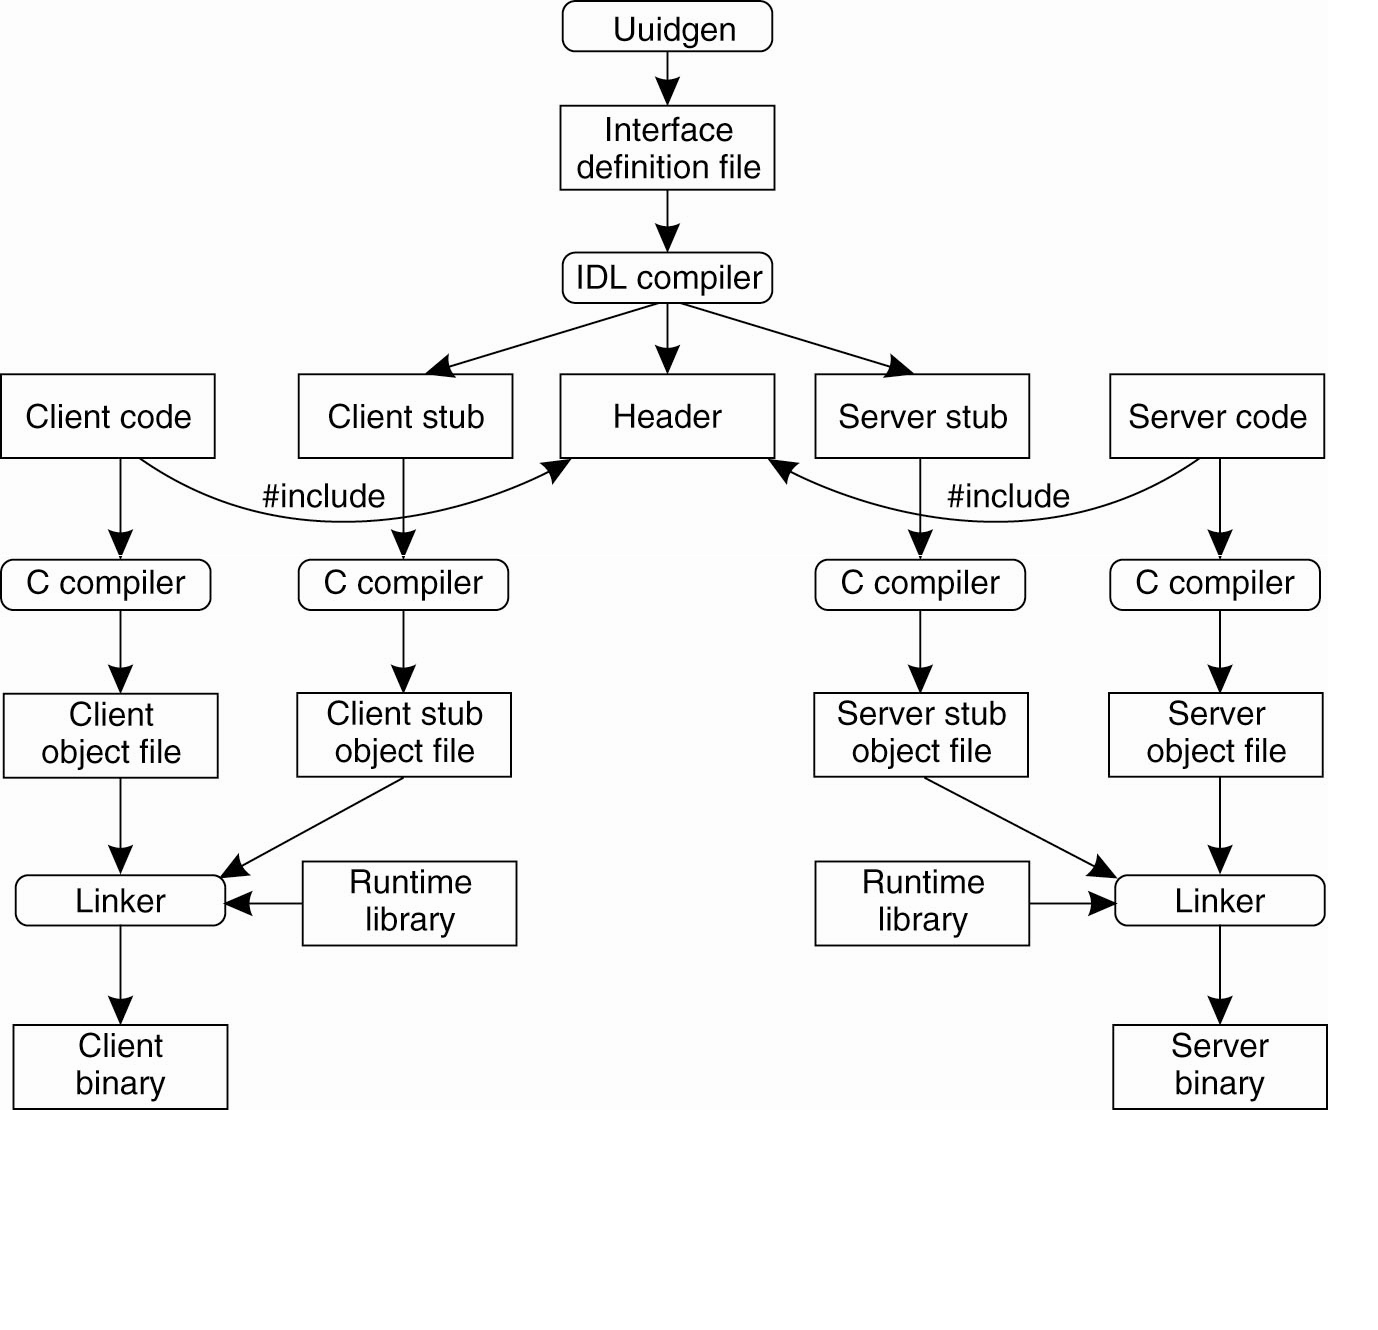 Uuidgen
Interface
definition file
IDL compiler
Client code
Client stub
Header
Server stub
Server code
#include
#include
C compiler
C compiler
C compiler
C compiler
Client
object file
Client stub
object file
Server stub
object file
Server
object file
Linker
Runtime
library
Runtime
library
Linker
Client
binary
Server
binary